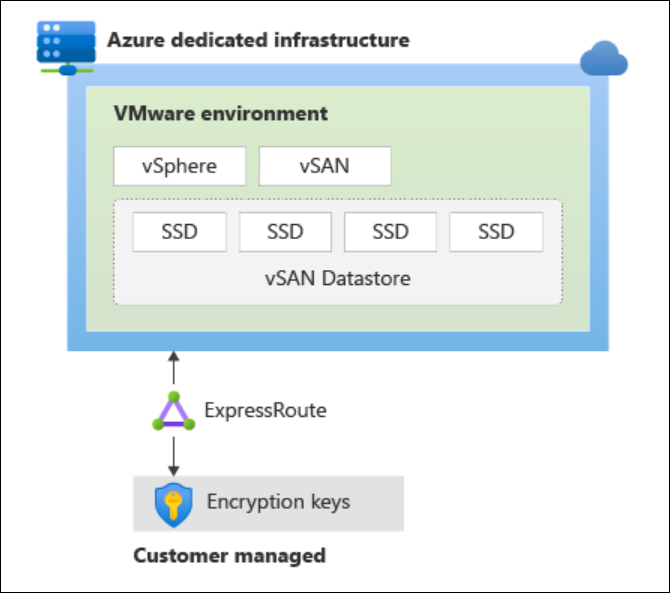 Azure dedicated infrastructure
VMware environment
vSphere vSAN
SSD SSD SSD SSD
vSAN Datastore
ExpressRoute
Encryption keys
Customer managed